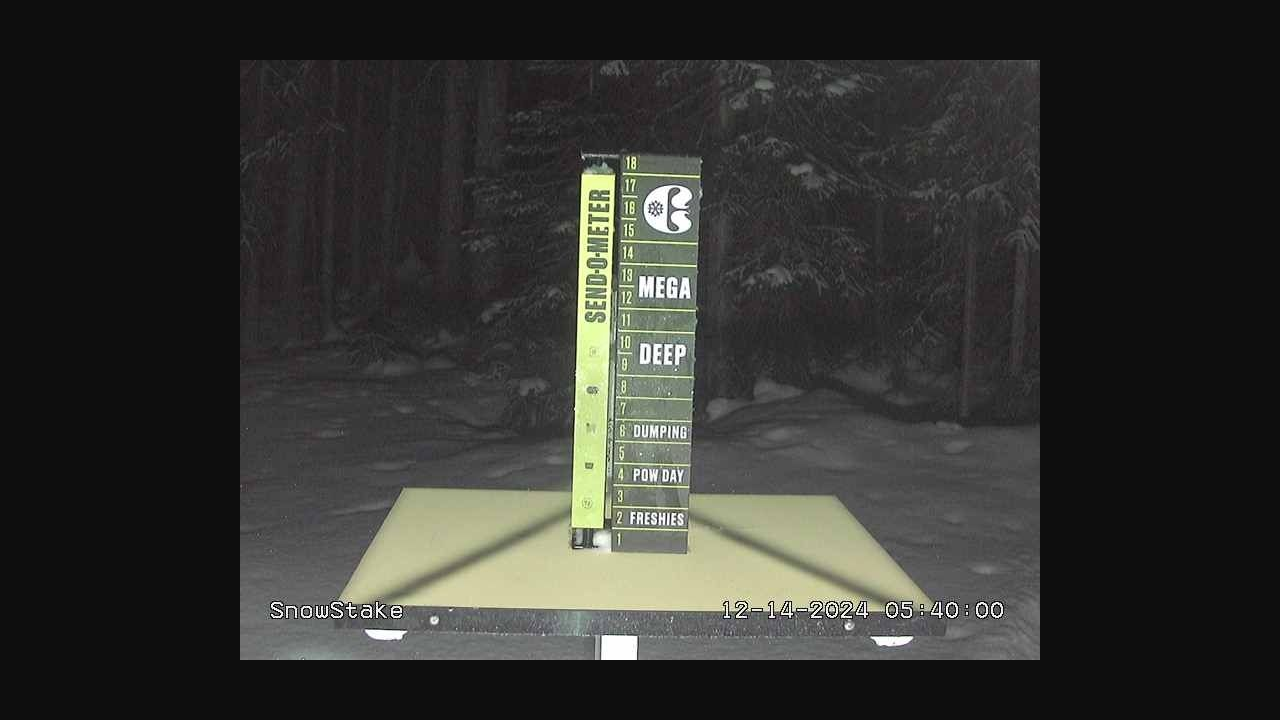 SEND-O-METER
18
17
16
15
14
13
12
MEGA
11
10
9
DEEP
8
7
6 DUMPING
5
4 POW DAY
3
2 FRESHIES
1
SnowStake
12-14-2024 05:40:00